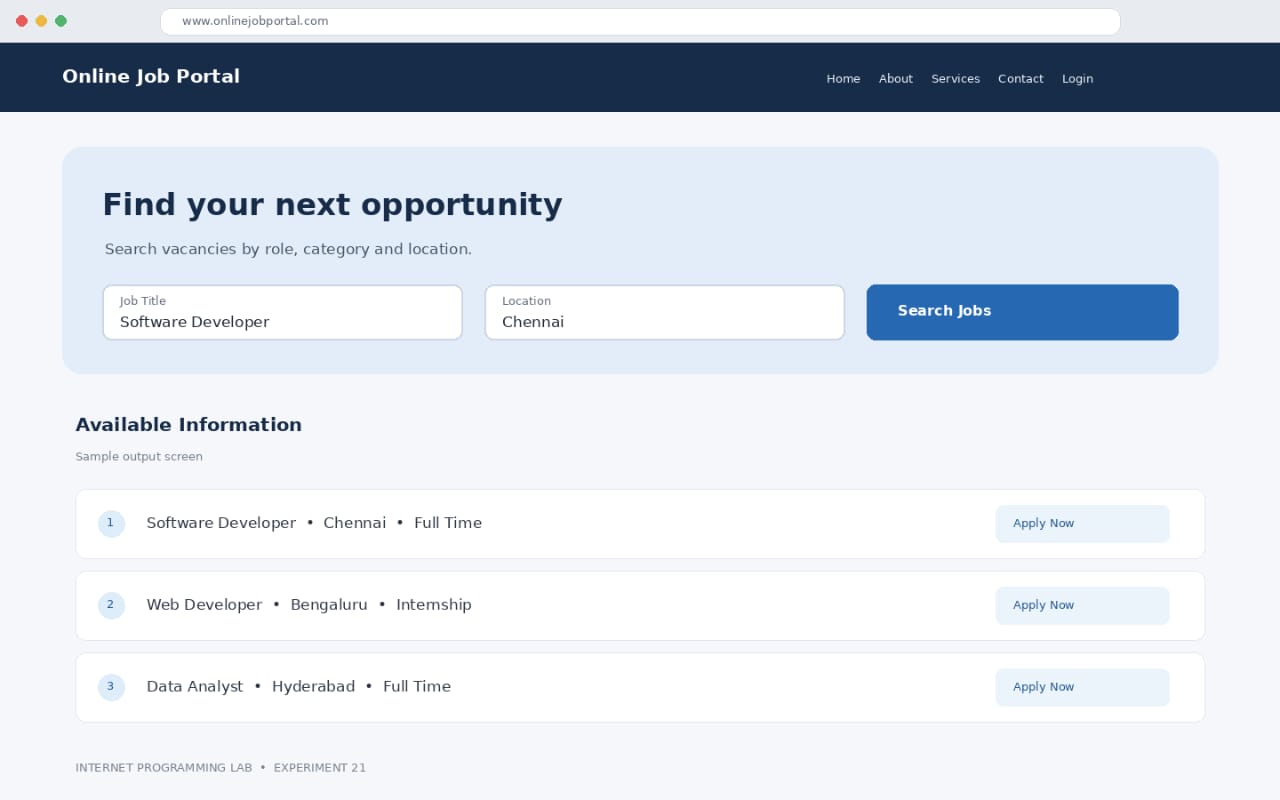 www.onlinejobportal.com
Online Job Portal
Home About Services Contact Login
Find your next opportunity
Search vacancies by role, category and location.
Job Title
Software Developer
Location
Chennai
Search Jobs
Available Information
Sample output screen
1 Software Developer • Chennai • Full Time Apply Now
2 Web Developer • Bengaluru • Internship Apply Now
3 Data Analyst • Hyderabad • Full Time Apply Now
INTERNET PROGRAMMING LAB • EXPERIMENT 21